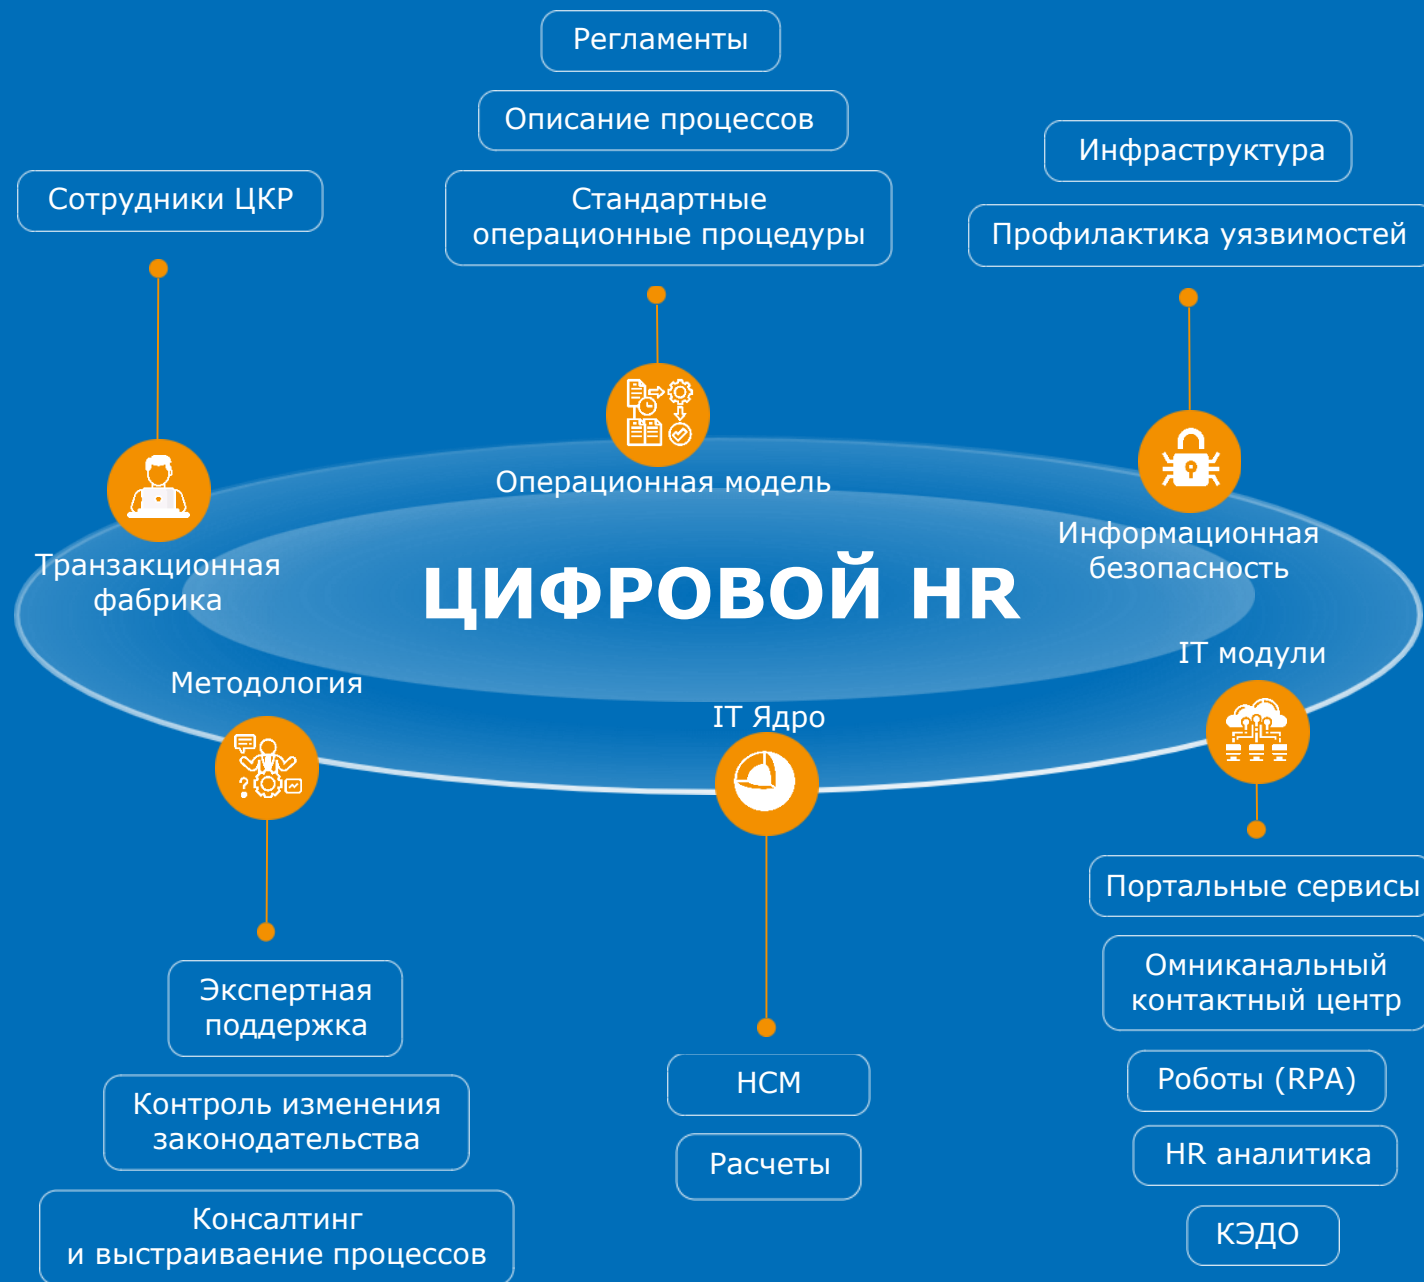 Регламенты
Описание процессов
Стандартные
операционные процедуры
Инфраструктура
Профилактика уязвимостей
Сотрудники ЦКР
Операционная модель
Информационная
безопасность
Транзакционная
фабрика
ЦИФРОВОЙ HR
IT модули
Методология
IT Ядро
?
Экспертная
поддержка
Контроль изменения
законодательства
Консалтинг
и выстраиваение процессов
HCM
Расчеты
Портальные сервисы
Омниканальный
контактный центр
Роботы (RPA)
HR аналитика
КЭДО